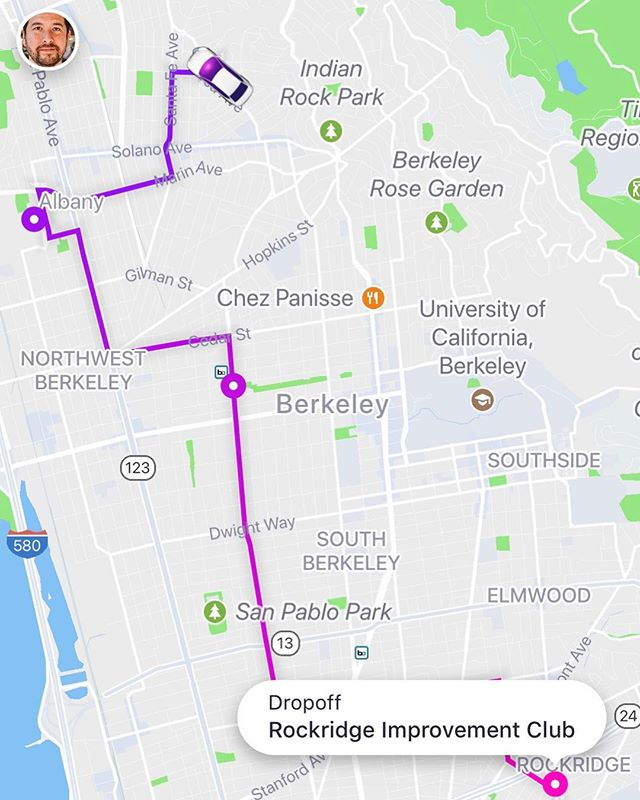 Santa Fe Ave
Indian
Rock Park
Pablo Ave
Solano Ave
Marin Ave
Berkeley
Rose Garden
Albany
Hopkins St
Gilman St
Chez Panisse
University of
California,
Berkeley
Cedar St
NORTHWEST
BERKELEY
Berkeley
SOUTHSIDE
123
Dwight Way
580
SOUTH
BERKELEY
ELMWOOD
San Pablo Park
13
Dropoff
Rockridge Improvement Club
24
ROCKRIDGE
Stanford Av